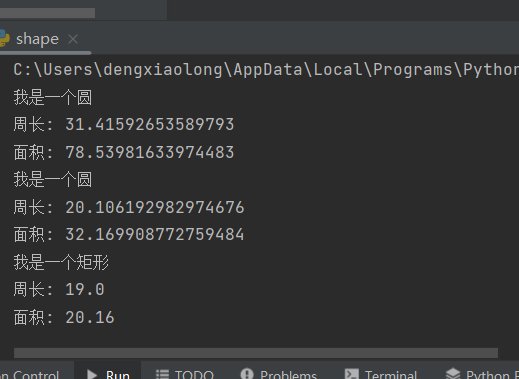 shape
C:\Users\dengxiaolong\AppData\Local\Programs\Python
我是一个圆
周长: 31.41592653589793
面积: 78.53981633974483
我是一个圆
周长: 20.106192982974676
面积: 32.169908772759484
我是一个矩形
周长: 19.0
面积: 20.16
Control Run TODO Problems Terminal Python